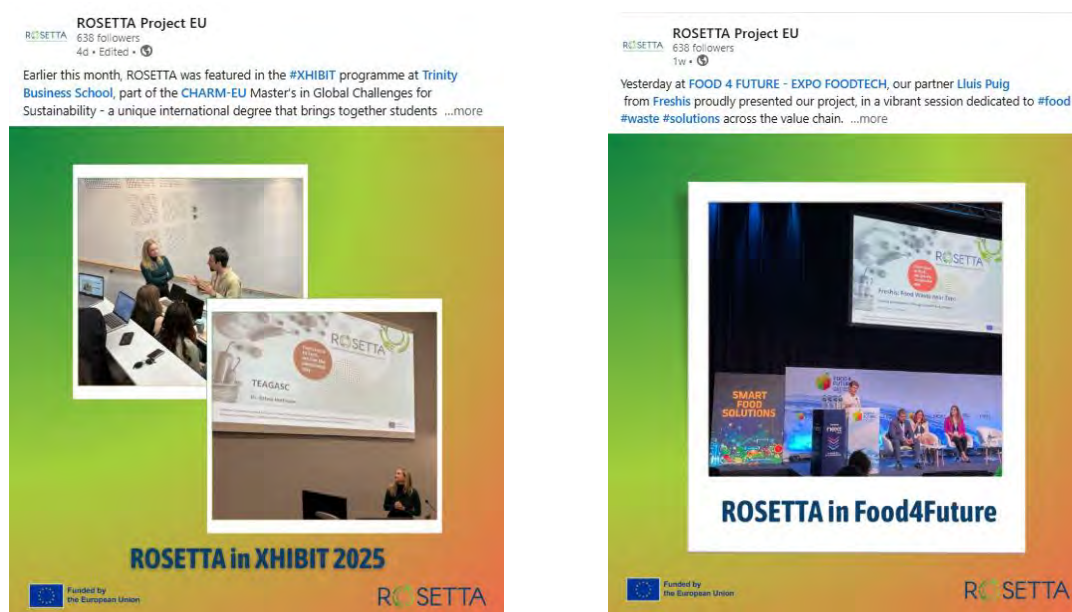 ROSETTA
ROSETTA Project EU
638 followers
4d • Edited •
Earlier this month, ROSETTA was featured in the #XHIBIT programme at Trinity
Business School, part of the CHARM-EU Master's in Global Challenges for
Sustainability - a unique international degree that brings together students ...more
ROSETTA
TEAGASC
ROSETTA in XHIBIT 2025
Funded by
the European Union
ROSETTA
ROSETTA
ROSETTA Project EU
638 followers
1w •
Yesterday at FOOD 4 FUTURE - EXPO FOODTECH, our partner Lluis Puig
from Freshis proudly presented our project, in a vibrant session dedicated to #food
#waste #solutions across the value chain. ...more
ROSETTA
SMART
FOOD
SOLUTIONS
ROSETTA in Food4Future
Funded by
the European Union
ROSETTA